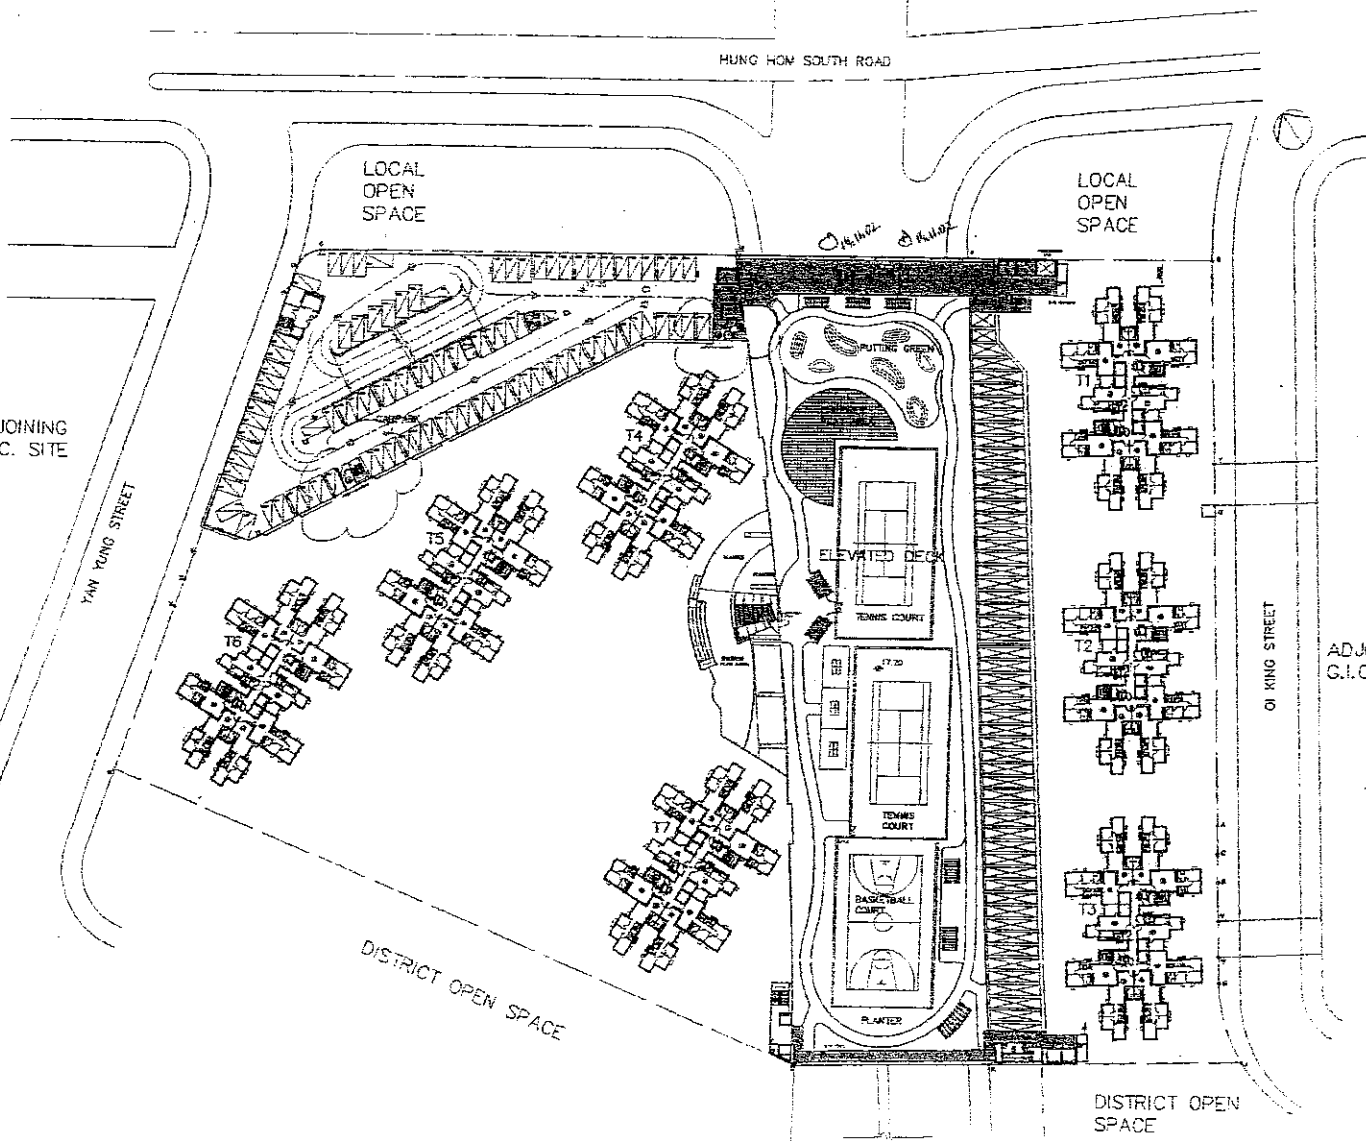 HUNG HOM SOUTH ROAD
LOCAL
OPEN
SPACE
LOCAL
OPEN
SPACE
PUTTING GREEN
T1
T4
JOINING
C. SITE
YAN YUNG STREET
T5
ELEVATED DECK
TENNIS COURT
T6
T2
OI KING STREET
ADJ
G.I.C
17.70
TENNIS
COURT
T7
BASKETBALL
COURT
T3
PLANTER
DISTRICT OPEN SPACE
DISTRICT OPEN
SPACE